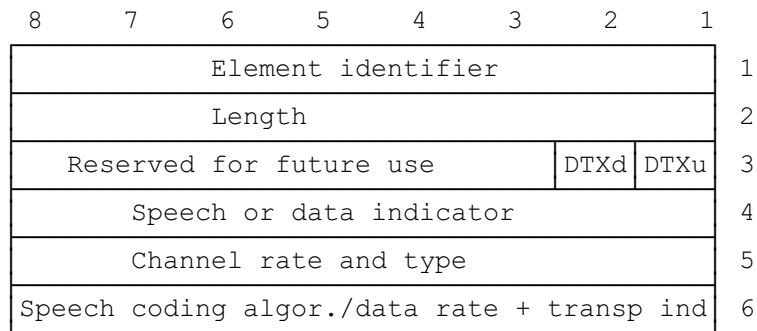 8 7 6 5 4 3 2 1
Element identifier 1
Length 2
Reserved for future use DTXd DTXu 3
Speech or data indicator 4
Channel rate and type 5
Speech coding algor./data rate + transp ind 6